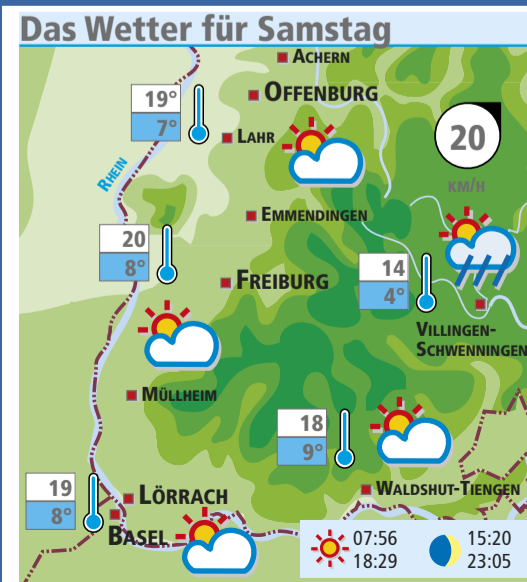 Das Wetter für Samstag
ACHERN
19°
7°
OFFENBURG
LAHR
20
KM/H
RHEIN
EMMENDINGEN
20
8°
FREIBURG
14
4°
VILLINGEN-
SCHWENNINGEN
MÜLLHEIM
18
9°
19
8°
LÖRRACH
WALDSHUT-TIENGEN
BASEL
07:56
18:29
15:20
23:05